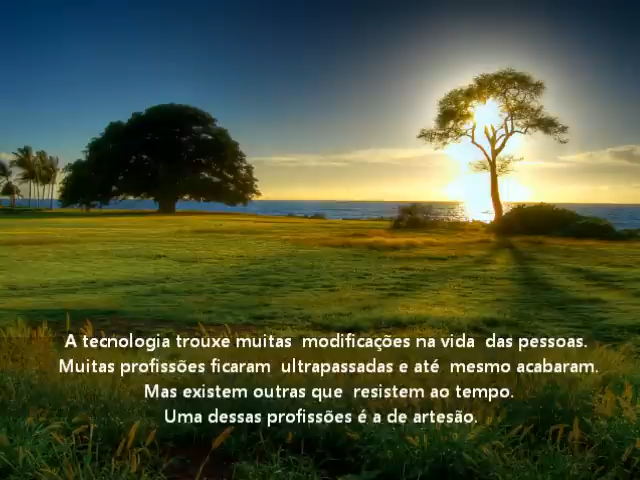 A tecnologia trouxe muitas modificações na vida das pessoas.
Muitas profissões ficaram ultrapassadas e até mesmo acabaram.
Mas existem outras que resistem ao tempo.
Uma dessas profissões é a de artesão.